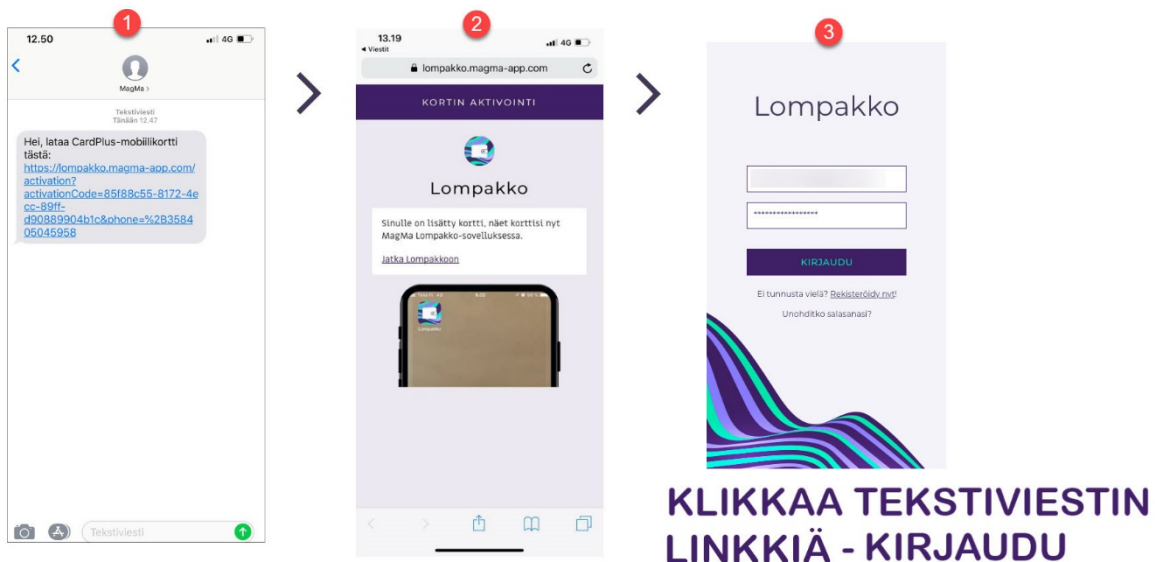 1
12.50
4G
MagMa >
Tekstiviesti
Tänään 12.47
Hei, lataa CardPlus-mobiilikortti
tästä:
https://lompakko.magma-app.com/
activation?
activationCode=85f88c55-8172-4e
cc-89ff-
d90889904b1c&phone=%2B3584
05045958
Tekstiviesti
2
13.19
4G
Viestit
lompakko.magma-app.com
KORTIN AKTIVOINTI
Lompakko
Sinulle on lisätty kortti, näet korttisi nyt
MagMa Lompakko-sovelluksessa.
Jatka Lompakkoon
Lompakko
3
Lompakko
*****************
KIRJAUDU
Ei tunnusta vielä? Rekisteröidy nyt!
Unohditko salasanasi?
KLIKKAA TEKSTIVIESTIN
LINKKIÄ - KIRJAUDU